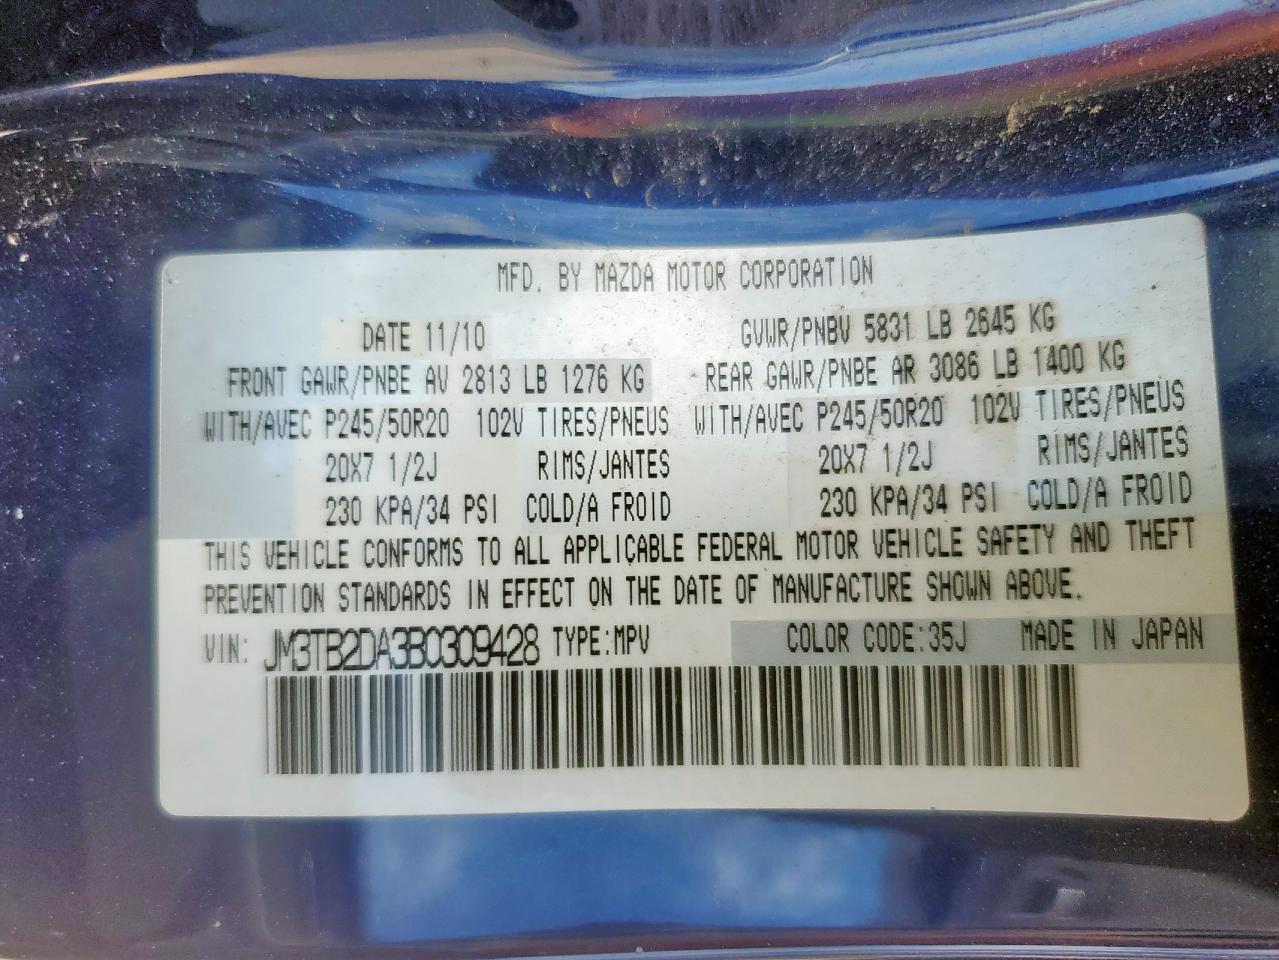 MFD. BY MAZDA MOTOR CORPORATION
DATE 11/10 GVWR/PNBV 5831 LB 2645 KG
FRONT GAWR/PNBE AV 2813 LB 1276 KG REAR GAWR/PNBE AR 3086 LB 1400 KG
WITH/AVEC P245/50R20 102V TIRES/PNEUS WITH/AVEC P245/50R20 102V TIRES/PNEUS
20X7 1/2J RIMS/JANTES 20X7 1/2J RIMS/JANTES
230 KPA/34 PSI COLD/A FROID 230 KPA/34 PSI COLD/A FROID
THIS VEHICLE CONFORMS TO ALL APPLICABLE FEDERAL MOTOR VEHICLE SAFETY AND THEFT
PREVENTION STANDARDS IN EFFECT ON THE DATE OF MANUFACTURE SHOWN ABOVE.
VIN: JM3TB2DA3B0309428 TYPE:MPV COLOR CODE:35J MADE IN JAPAN